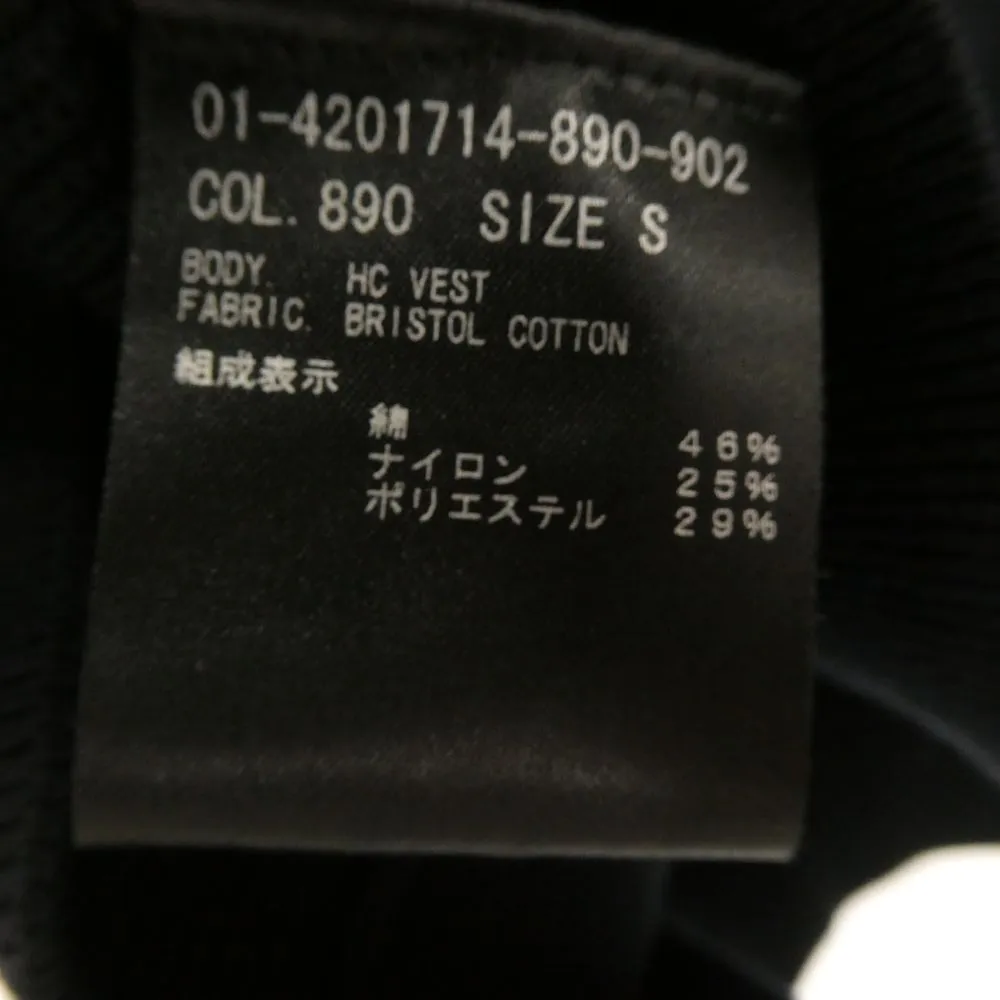 01-4201714-890-902
COL. 890 SIZE S
BODY. HC VEST
FABRIC. BRISTOL COTTON
組成表示
綿 46%
ナイロン 25%
ポリエステル 29%